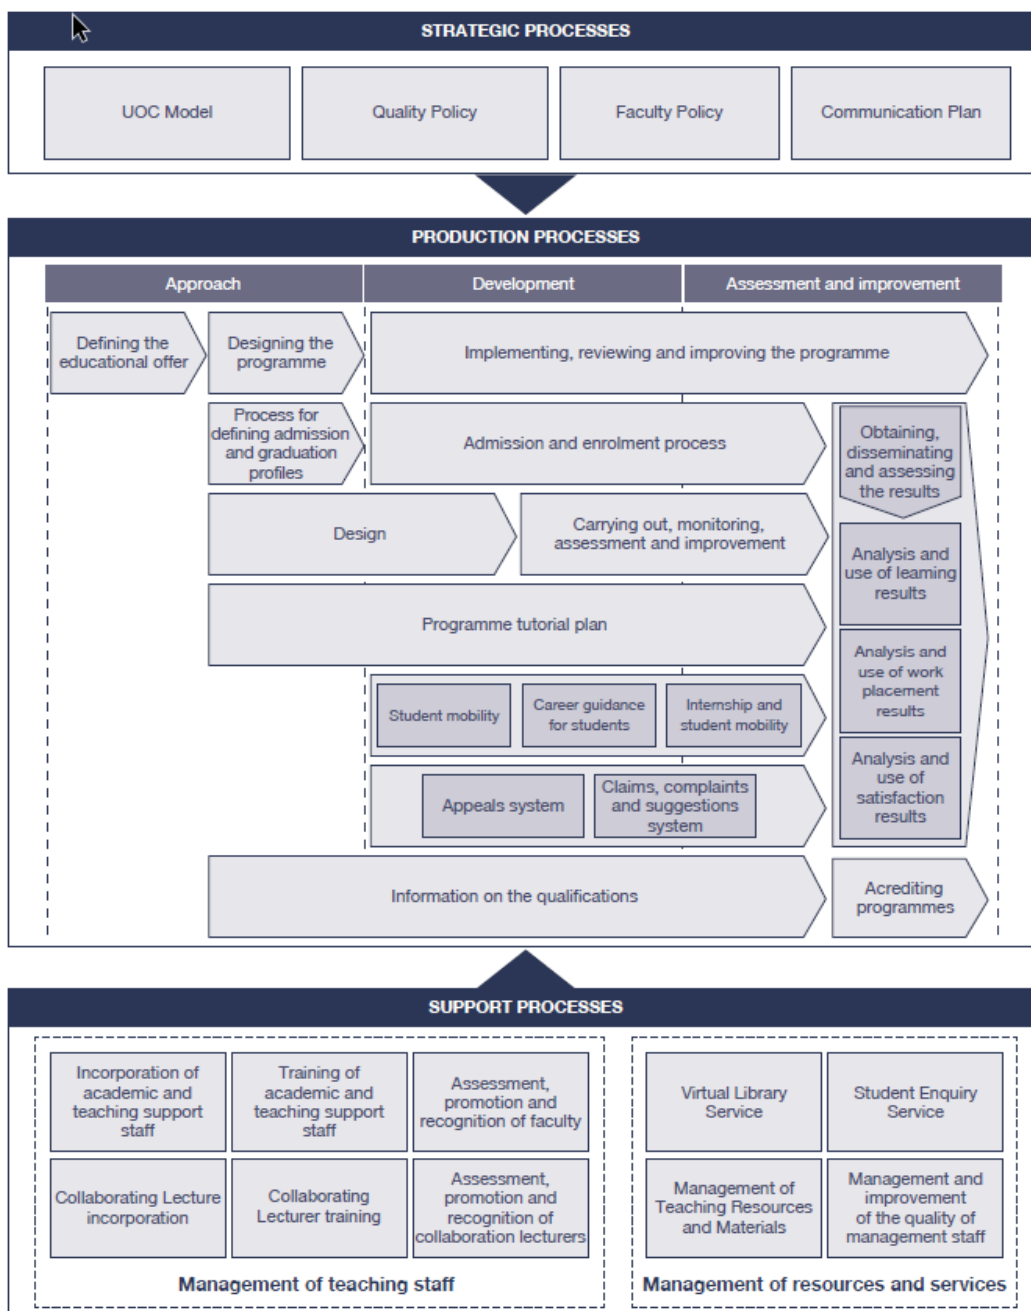 STRATEGIC PROCESSES
UOC Model
Quality Policy
Faculty Policy
Communication Plan
PRODUCTION PROCESSES
Approach
Development
Assessment and improvement
Defining the
educational offer
Designing the
programme
Implementing, reviewing and improving the programme
Process for
defining admission
and graduation
profiles
Admission and enrolment process
Obtaining,
disseminating
and assessing
the results
Design
Carrying out, monitoring,
assessment and improvement
Analysis and
use of learning
results
Programme tutorial plan
Analysis and
use of work
placement
results
Student mobility
Career guidance
for students
Internship and
student mobility
Analysis and
use of
satisfaction
results
Appeals system
Claims, complaints
and suggestions
system
Information on the qualifications
Acrediting
programmes
SUPPORT PROCESSES
Incorporation of
academic and
teaching support
staff
Training of
academic and
teaching support
staff
Assessment,
promotion and
recognition of faculty
Virtual Library
Service
Student Enquiry
Service
Collaborating Lecture
incorporation
Collaborating
Lecturer training
Assessment,
promotion and
recognition of
collaboration lecturers
Management of
Teaching Resources
and Materials
Management and
improvement
of the quality of
management staff
Management of teaching staff
Management of resources and services